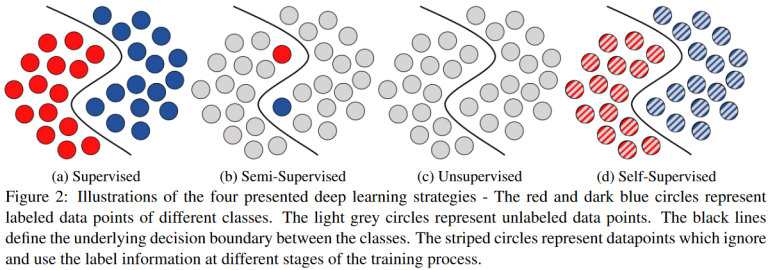 (a) Supervised (b) Semi-Supervised (c) Unsupervised (d) Self-Supervised
Figure 2: Illustrations of the four presented deep learning strategies - The red and dark blue circles represent
labeled data points of different classes. The light grey circles represent unlabeled data points. The black lines
define the underlying decision boundary between the classes. The striped circles represent datapoints which ignore
and use the label information at different stages of the training process.